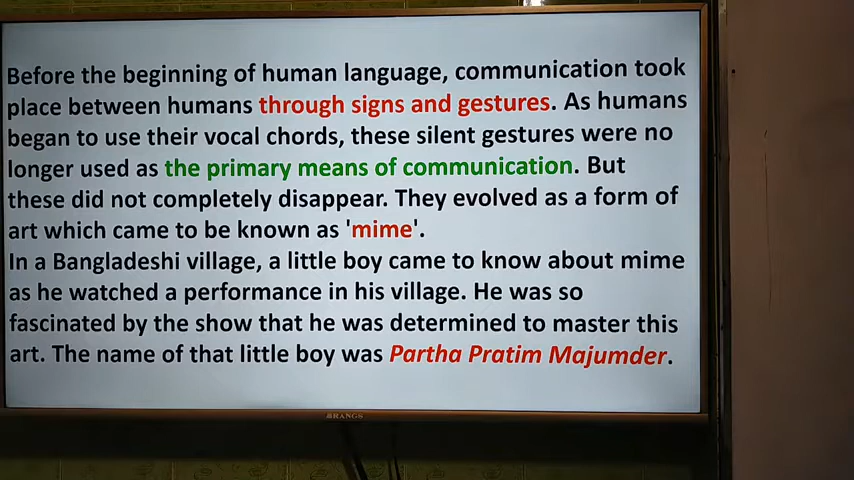 Before the beginning of human language, communication took
place between humans through signs and gestures. As humans
began to use their vocal chords, these silent gestures were no
longer used as the primary means of communication. But
these did not completely disappear. They evolved as a form of
art which came to be known as 'mime'.
In a Bangladeshi village, a little boy came to know about mime
as he watched a performance in his village. He was so
fascinated by the show that he was determined to master this
art. The name of that little boy was Partha Pratim Majumder.
RANGS